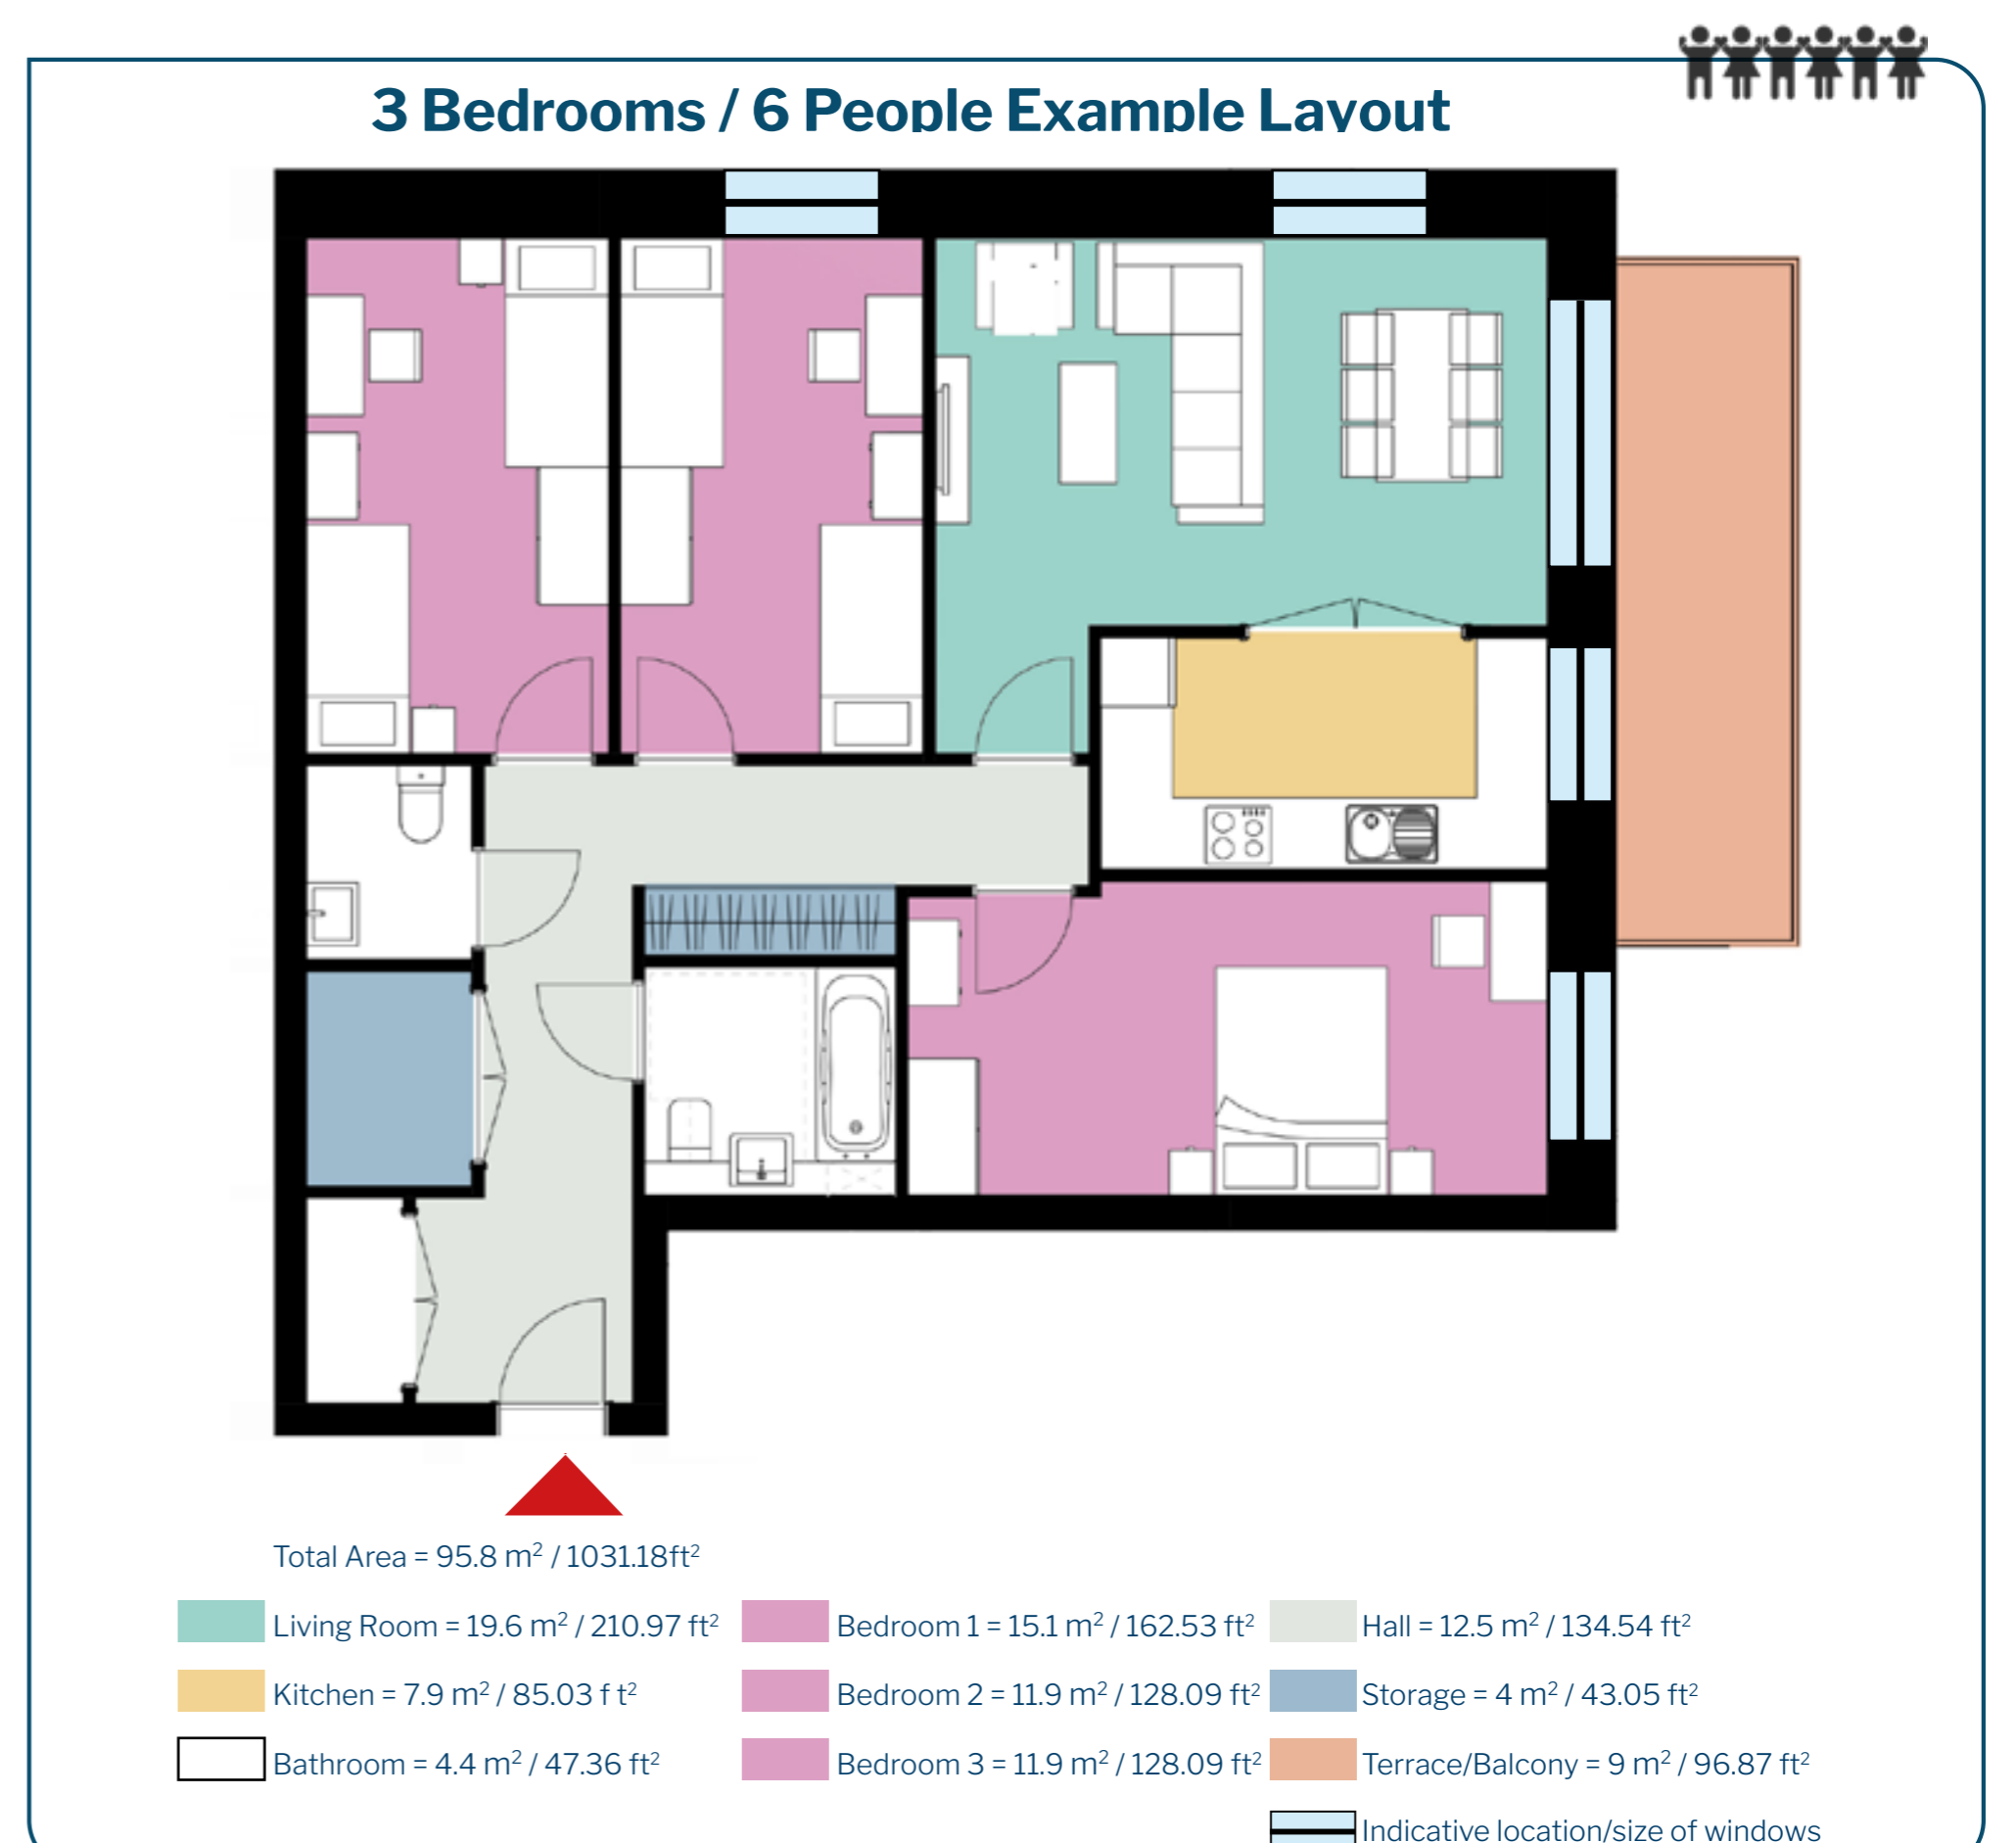 3 Bedrooms / 6 People Example Layout
Total Area = 95.8 m² / 1031.18ft²
Living Room = 19.6 m² / 210.97 ft²
Bedroom 1 = 15.1 m² / 162.53 ft²
Hall = 12.5 m² / 134.54 ft²
Kitchen = 7.9 m² / 85.03 f t²
Bedroom 2 = 11.9 m² / 128.09 ft²
Storage = 4 m² / 43.05 ft²
Bathroom = 4.4 m² / 47.36 ft²
Bedroom 3 = 11.9 m² / 128.09 ft²
Terrace/Balcony = 9 m² / 96.87 ft²
Indicative location/size of windows